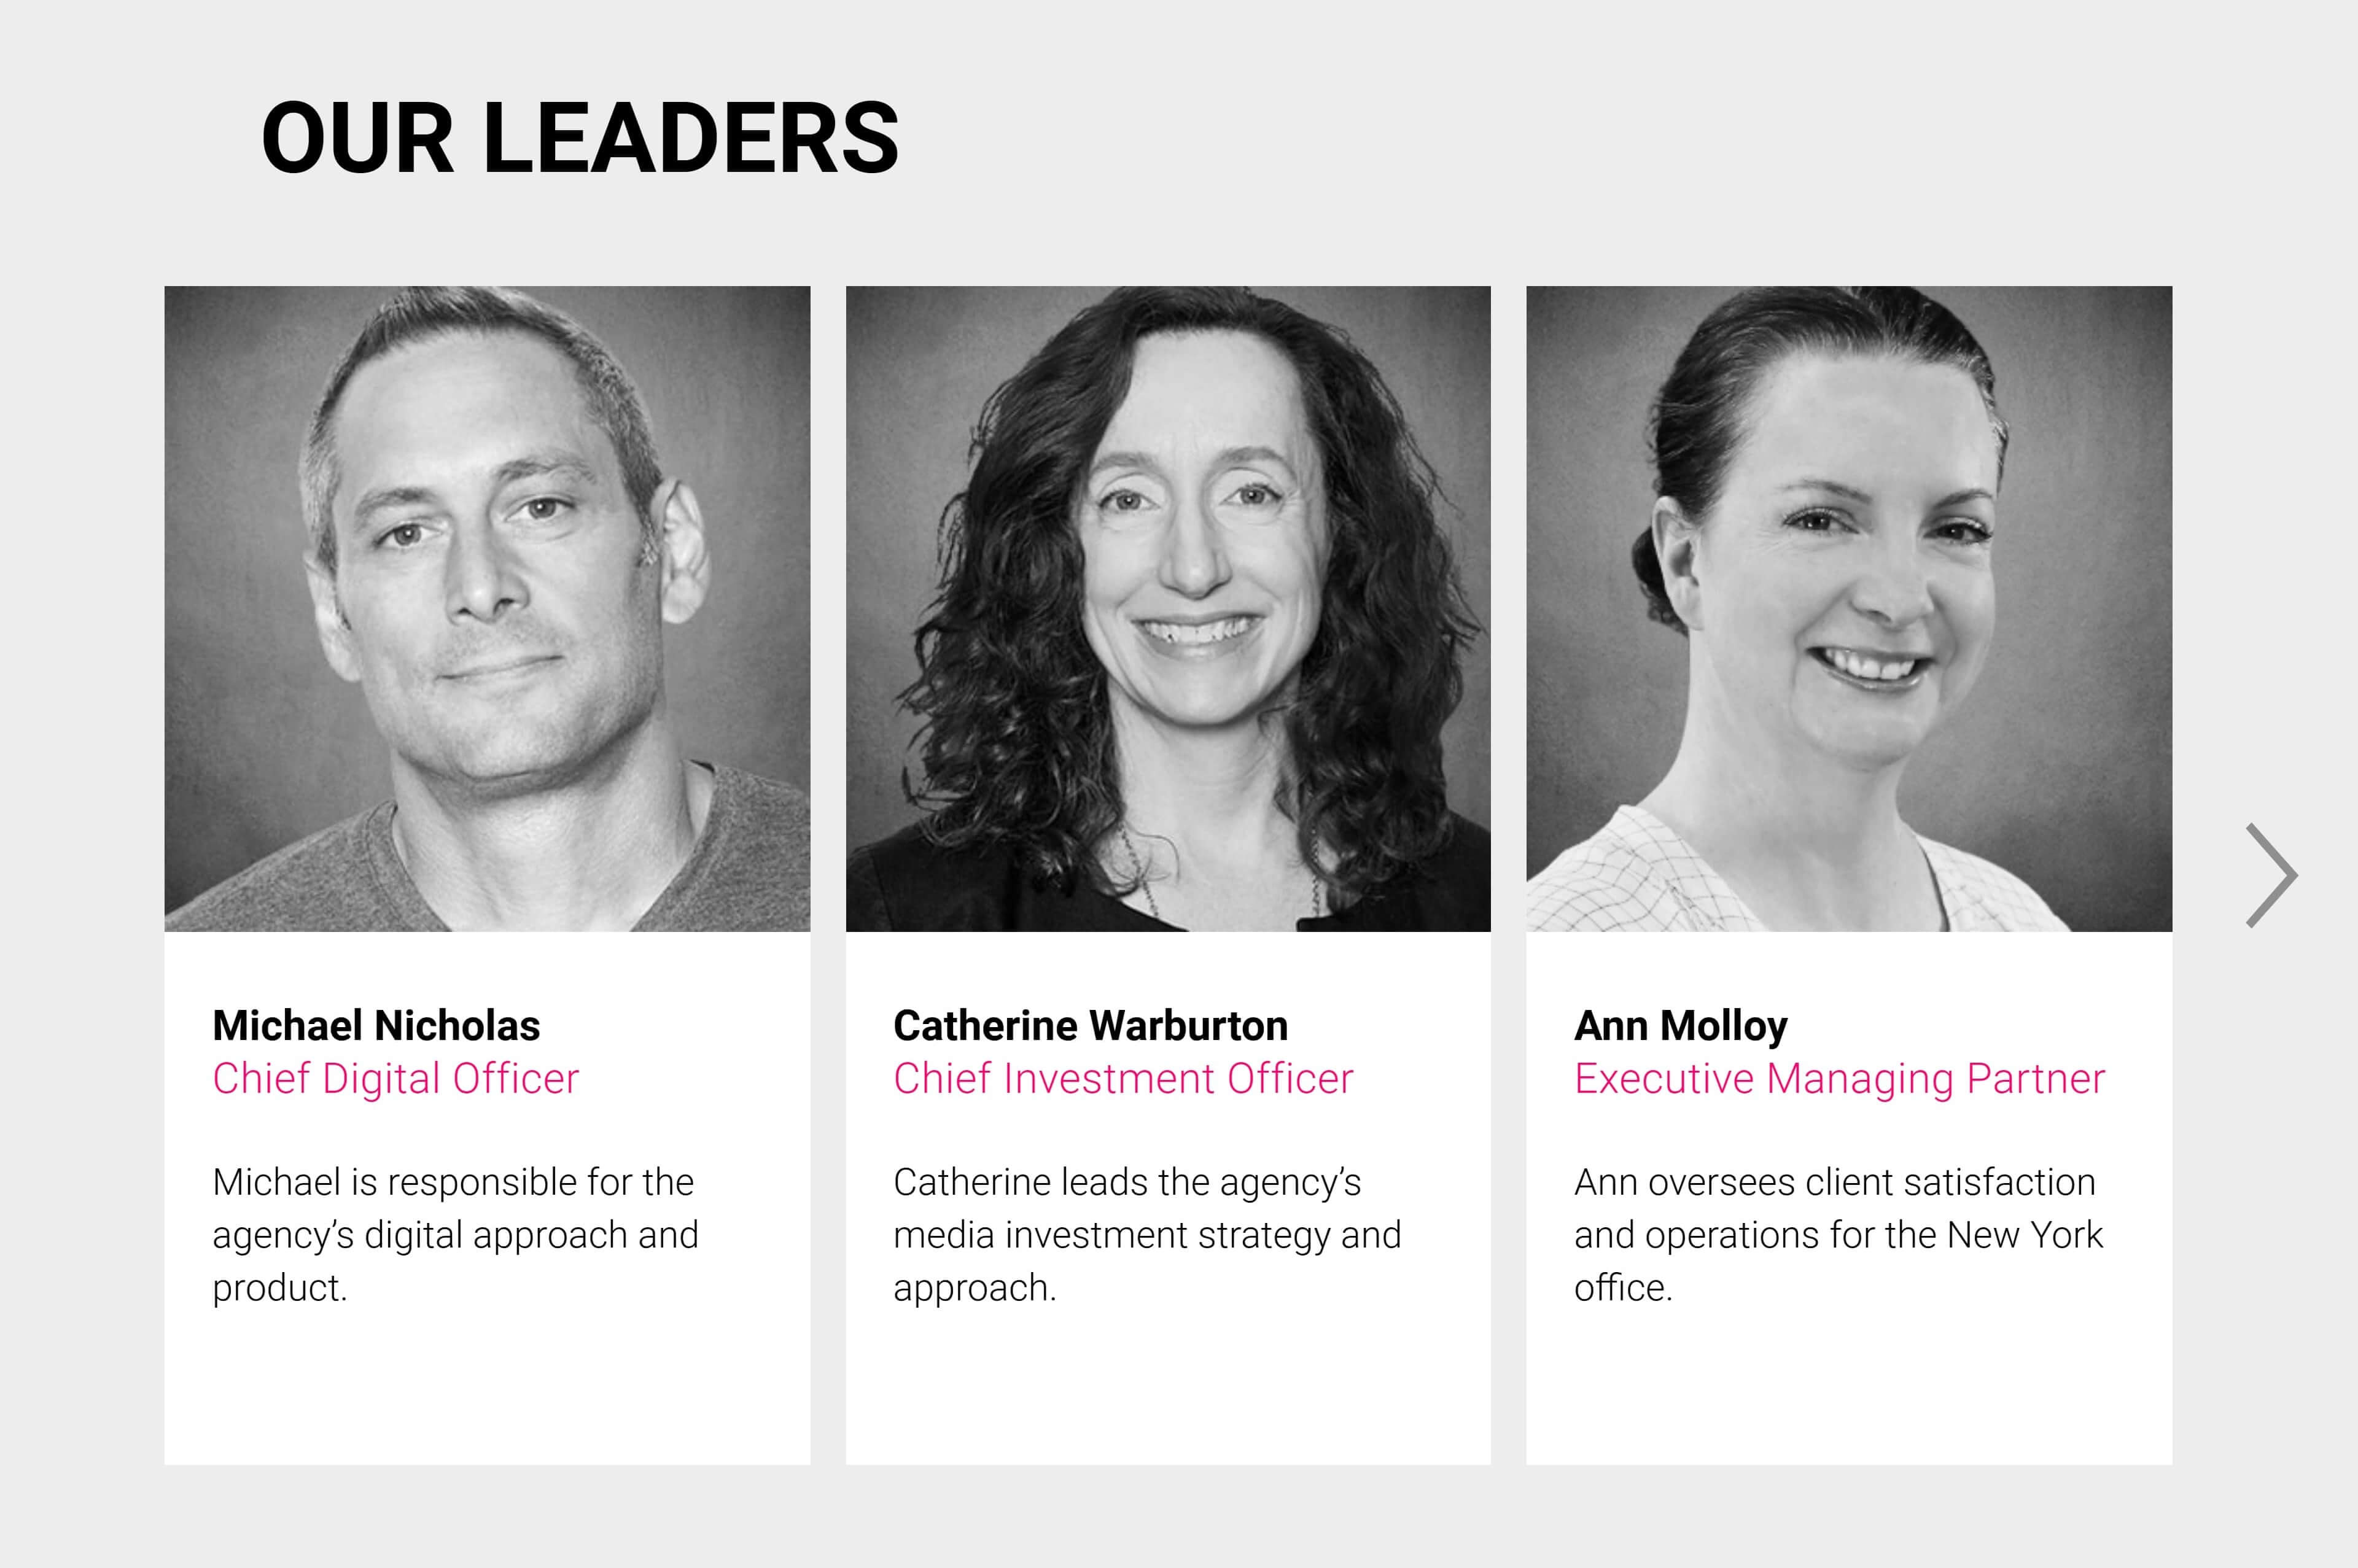 OUR LEADERS
Michael Nicholas
Chief Digital Officer
Michael is responsible for the
agency’s digital approach and
product.
Catherine Warburton
Chief Investment Officer
Catherine leads the agency’s
media investment strategy and
approach.
Ann Molloy
Executive Managing Partner
Ann oversees client satisfaction
and operations for the New York
office.